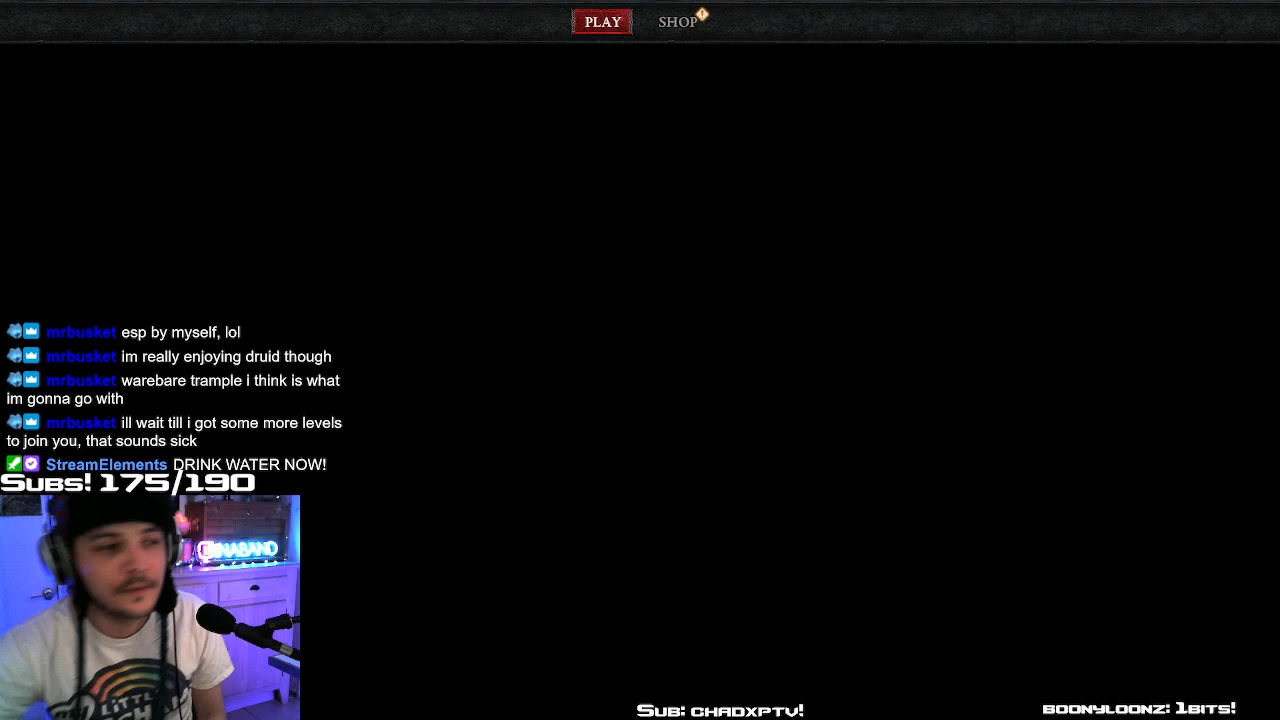 PLAY SHOP
mrbusket esp by myself, lol
mrbusket im really enjoying druid though
mrbusket warebare trample i think is what
im gonna go with
mrbusket ill wait till i got some more levels
to join you, that sounds sick
StreamElements DRINK WATER NOW!
Subs! 175/190
LiTTLE
Sub: chadxptv!
boonyloonz: 1bits!